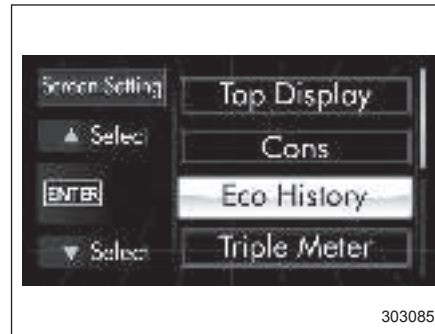 Screen Setting
▲ Select
ENTER
▼ Select
Top Display
Cons
Eco History
Triple Meter
303085